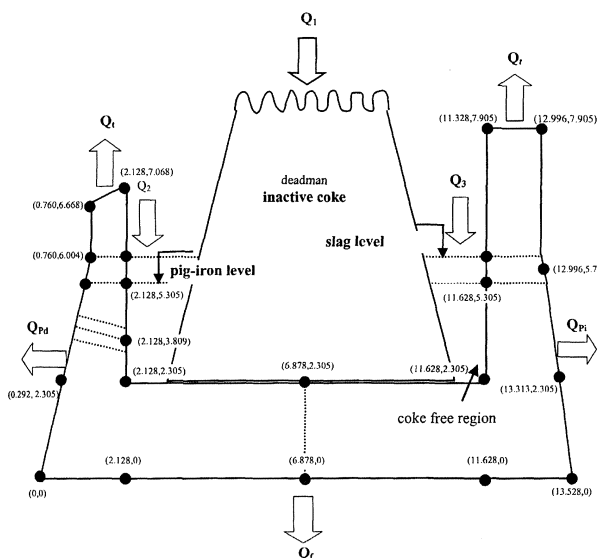 Q₁
Qₜ
Qₜ
(11.328,7.905)
(12.996,7.905)
(2.128,7.068)
Q₂
Q₃
(0.760,6.668)
deadman
inactive coke
slag level
(0.760,6.004)
pig-iron level
(12.996,5.7
(2.128,5.305)
(11.628,5.305)
Q_Pd
Q_Pi
(2.128,3.809)
(0.292, 2.305)
(2.128,2.305)
(6.878,2.305)
(11.628,2.305)
(13.313,2.305)
coke free region
(2.128,0)
(6.878,0)
(11.628,0)
(0,0)
(13.528,0)